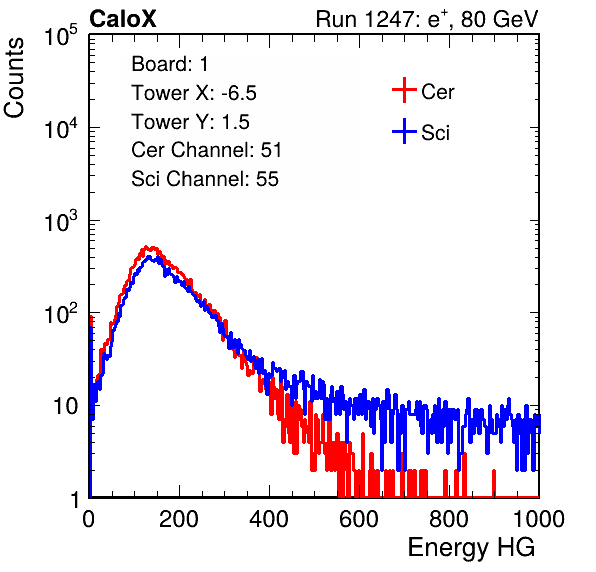 CaloX Run 1247: e⁺, 80 GeV
Counts
10⁵
10⁴
10³
10²
10
1
Board: 1
Tower X: -6.5
Tower Y: 1.5
Cer Channel: 51
Sci Channel: 55
Cer
Sci
0 200 400 600 800 1000
Energy HG